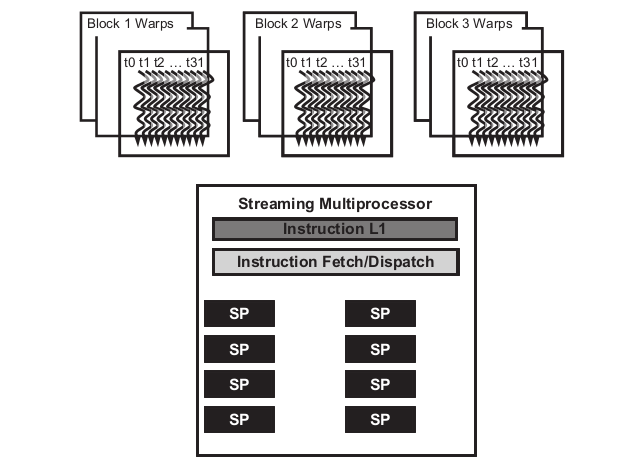 Block 1 Warps
Block 2 Warps
Block 3 Warps
t0 t1 t2 … t31
t0 t1 t2 … t31
t0 t1 t2 … t31
Streaming Multiprocessor
Instruction L1
Instruction Fetch/Dispatch
SP
SP
SP
SP
SP
SP
SP
SP